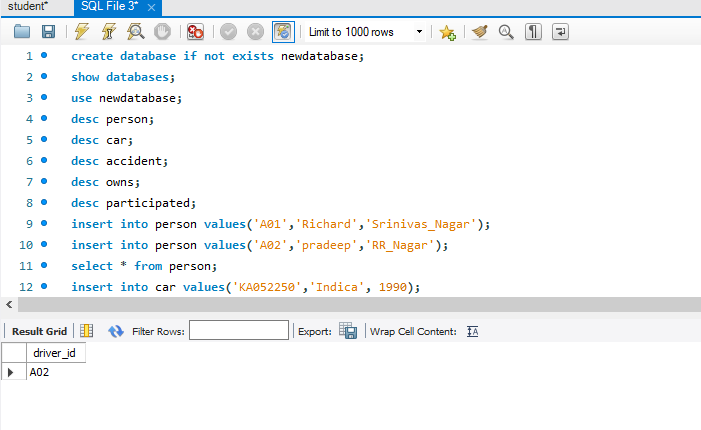 student* SQL File 3* ×
Limit to 1000 rows
1 create database if not exists newdatabase;
2 show databases;
3 use newdatabase;
4 desc person;
5 desc car;
6 desc accident;
7 desc owns;
8 desc participated;
9 insert into person values('A01','Richard','Srinivas_Nagar');
10 insert into person values('A02','pradeep','RR_Nagar');
11 select * from person;
12 insert into car values('KA052250','Indica', 1990);
Result Grid Filter Rows: Export: Wrap Cell Content:
driver_id
A02